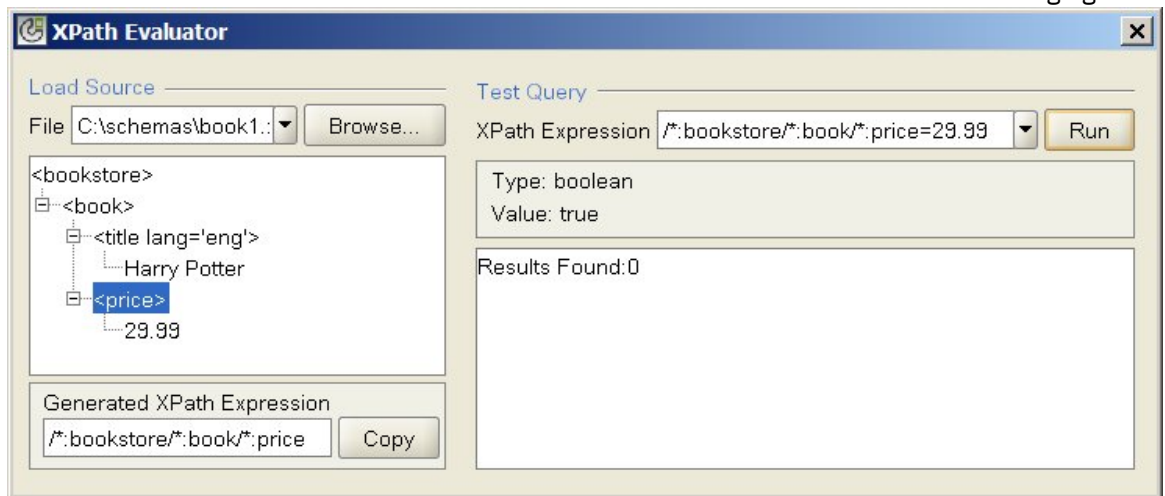 XPath Evaluator
Load Source
File C:\schemas\book1.: Browse...
<bookstore>
<book>
<title lang='eng'>
Harry Potter
<price>
29.99
Generated XPath Expression
/*:bookstore/*:book/*:price Copy
Test Query
XPath Expression /*:bookstore/*:book/*:price=29.99 Run
Type: boolean
Value: true
Results Found:0